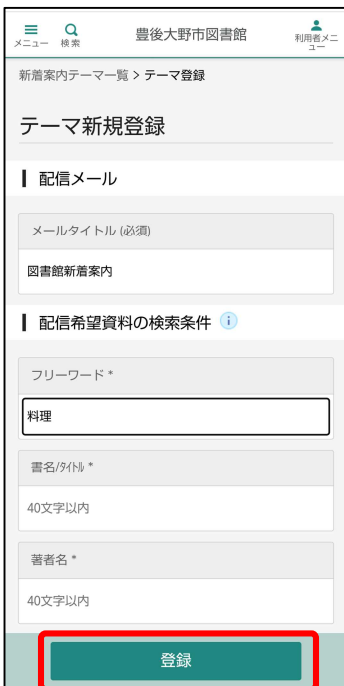 メニュー
検索
豊後大野市図書館
利用者メニ
ュー
新着案内テーマ一覧 > テーマ登録
テーマ新規登録
配信メール
メールタイトル (必須)
図書館新着案内
配信希望資料の検索条件 i
フリーワード *
料理
書名/ﾀｲﾄﾙ *
40文字以内
著者名 *
40文字以内
登録